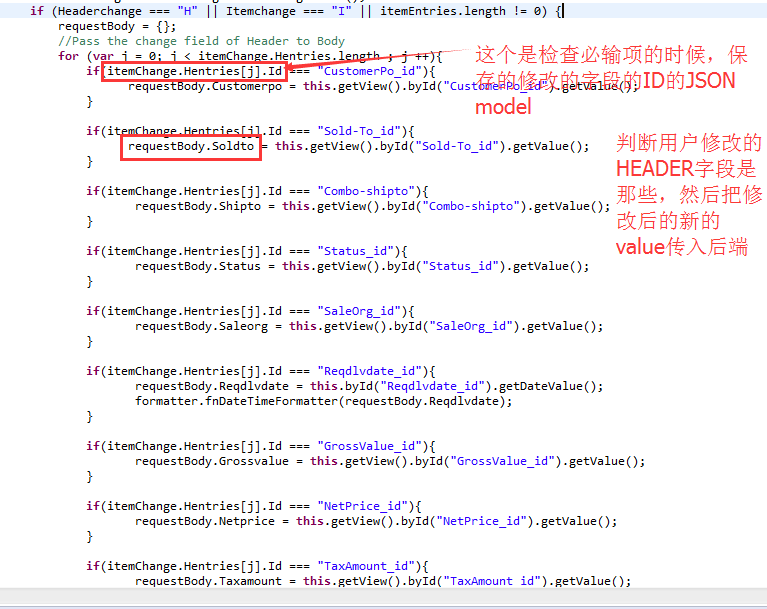 if (Headerchange === "H" || Itemchange === "I" || itemEntries.length != 0) {
requestBody = {};
//Pass the change field of Header to Body
for (var j = 0; j < itemChange.Hentries.length ; j ++){
if(itemChange.Hentries[j].Id === "CustomerPo_id"){
requestBody.Customerpo = this.getView().byId("CustomerPo_id").getValue();
}
这个是检查必输项的时候，保
存的修改的字段的ID的JSON
model
if(itemChange.Hentries[j].Id === "Sold-To_id"){
requestBody.Soldto = this.getView().byId("Sold-To_id").getValue();
}
判断用户修改的
HEADER字段是
那些，然后把修
改后的新的
value传入后端
if(itemChange.Hentries[j].Id === "Combo-shipto"){
requestBody.Shipto = this.getView().byId("Combo-shipto").getValue();
}
if(itemChange.Hentries[j].Id === "Status_id"){
requestBody.Status = this.getView().byId("Status_id").getValue();
}
if(itemChange.Hentries[j].Id === "SaleOrg_id"){
requestBody.Saleorg = this.getView().byId("SaleOrg_id").getValue();
}
if(itemChange.Hentries[j].Id === "Reqdlvdate_id"){
requestBody.Reqdlvdate = this.byId("Reqdlvdate_id").getDateValue();
formatter.fnDateTimeFormatter(requestBody.Reqdlvdate);
}
if(itemChange.Hentries[j].Id === "GrossValue_id"){
requestBody.Grossvalue = this.getView().byId("GrossValue_id").getValue();
}
if(itemChange.Hentries[j].Id === "NetPrice_id"){
requestBody.Netprice = this.getView().byId("NetPrice_id").getValue();
}
if(itemChange.Hentries[j].Id === "TaxAmount_id"){
requestBody.Taxamount = this.getView().byId("TaxAmount_id").getValue();